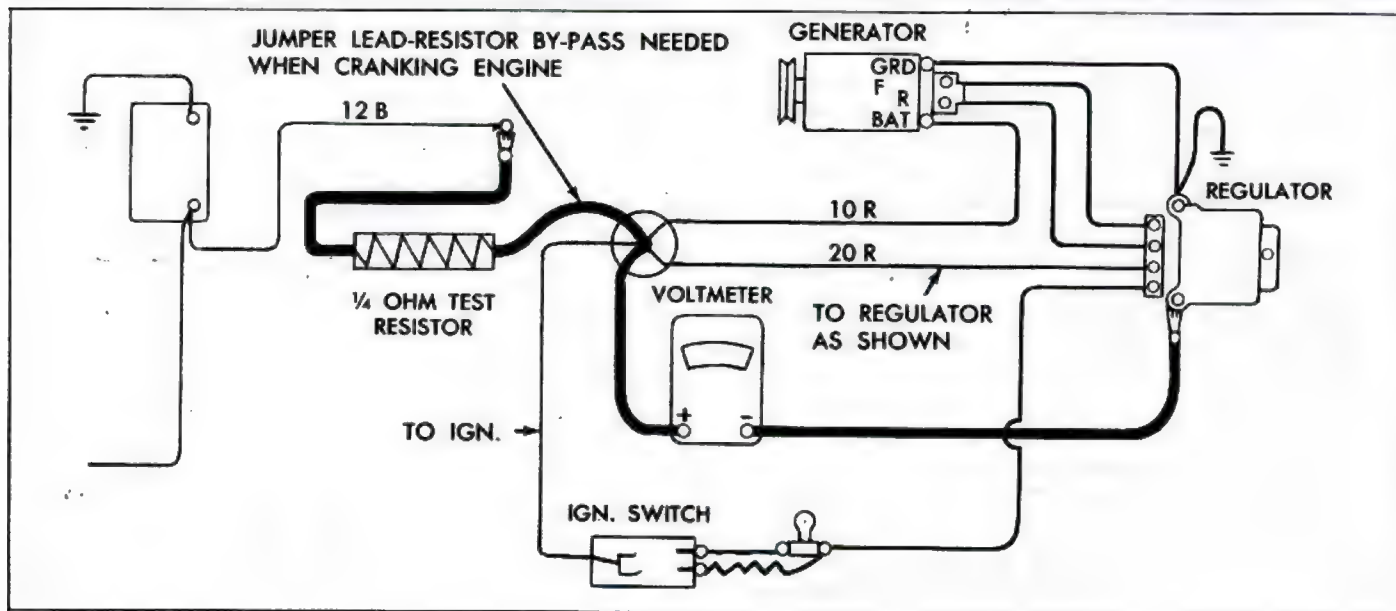 JUMPER LEAD-RESISTOR BY-PASS NEEDED
WHEN CRANKING ENGINE
GENERATOR
GRD
F
R
BAT
12 B
REGULATOR
10 R
20 R
¼ OHM TEST
RESISTOR
VOLTMETER
TO REGULATOR
AS SHOWN
+
-
TO IGN.
IGN. SWITCH